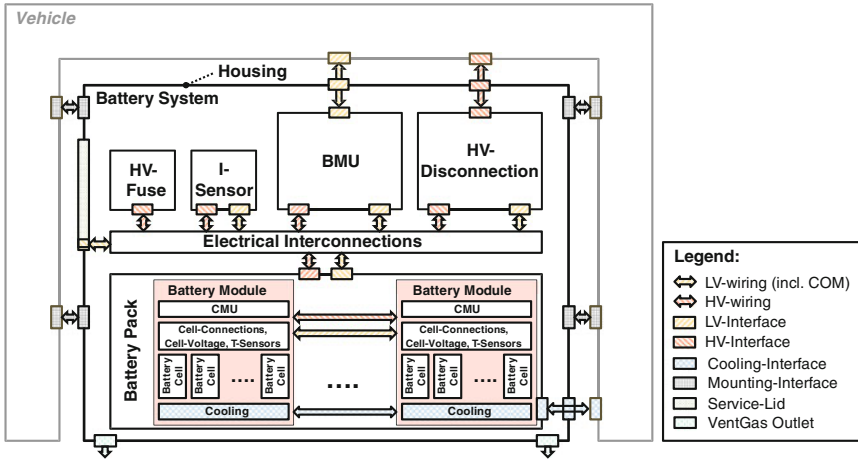 Vehicle
Housing
Battery System
BMU
HV-
Disconnection
HV-
Fuse
I-
Sensor
Electrical Interconnections
Battery Pack
Battery Module
CMU
Cell-Connections,
Cell-Voltage, T-Sensors
Battery
Cell
Battery
Cell
....
Battery
Cell
Cooling
....
Battery Module
CMU
Cell-Connections,
Cell-Voltage, T-Sensors
Battery
Cell
Battery
Cell
....
Battery
Cell
Cooling
Legend:
LV-wiring (incl. COM)
HV-wiring
LV-Interface
HV-Interface
Cooling-Interface
Mounting-Interface
Service-Lid
VentGas Outlet